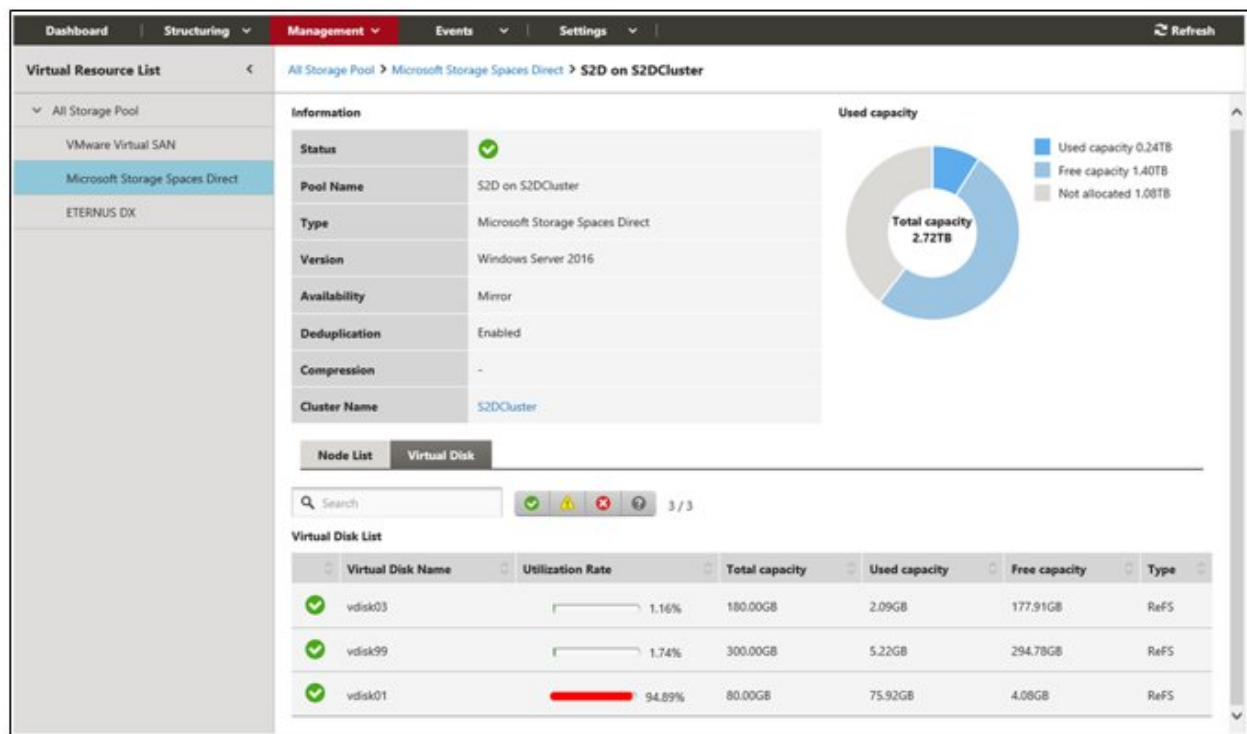 Dashboard Structuring Management Events Settings Refresh
Virtual Resource List
All Storage Pool > Microsoft Storage Spaces Direct > S2D on S2DCluster
All Storage Pool
VMware Virtual SAN
Microsoft Storage Spaces Direct
ETERNUS DX
Information
Status
Pool Name S2D on S2DCluster
Type Microsoft Storage Spaces Direct
Version Windows Server 2016
Availability Mirror
Deduplication Enabled
Compression -
Cluster Name S2DCluster
Used capacity
Total capacity
2.72TB
Used capacity 0.24TB
Free capacity 1.40TB
Not allocated 1.08TB
Node List Virtual Disk
Search 3 / 3
Virtual Disk List
Virtual Disk Name Utilization Rate Total capacity Used capacity Free capacity Type
vdisk03 1.16% 180.00GB 2.09GB 177.91GB ReFS
vdisk99 1.74% 300.00GB 5.22GB 294.78GB ReFS
vdisk01 94.89% 80.00GB 75.92GB 4.08GB ReFS